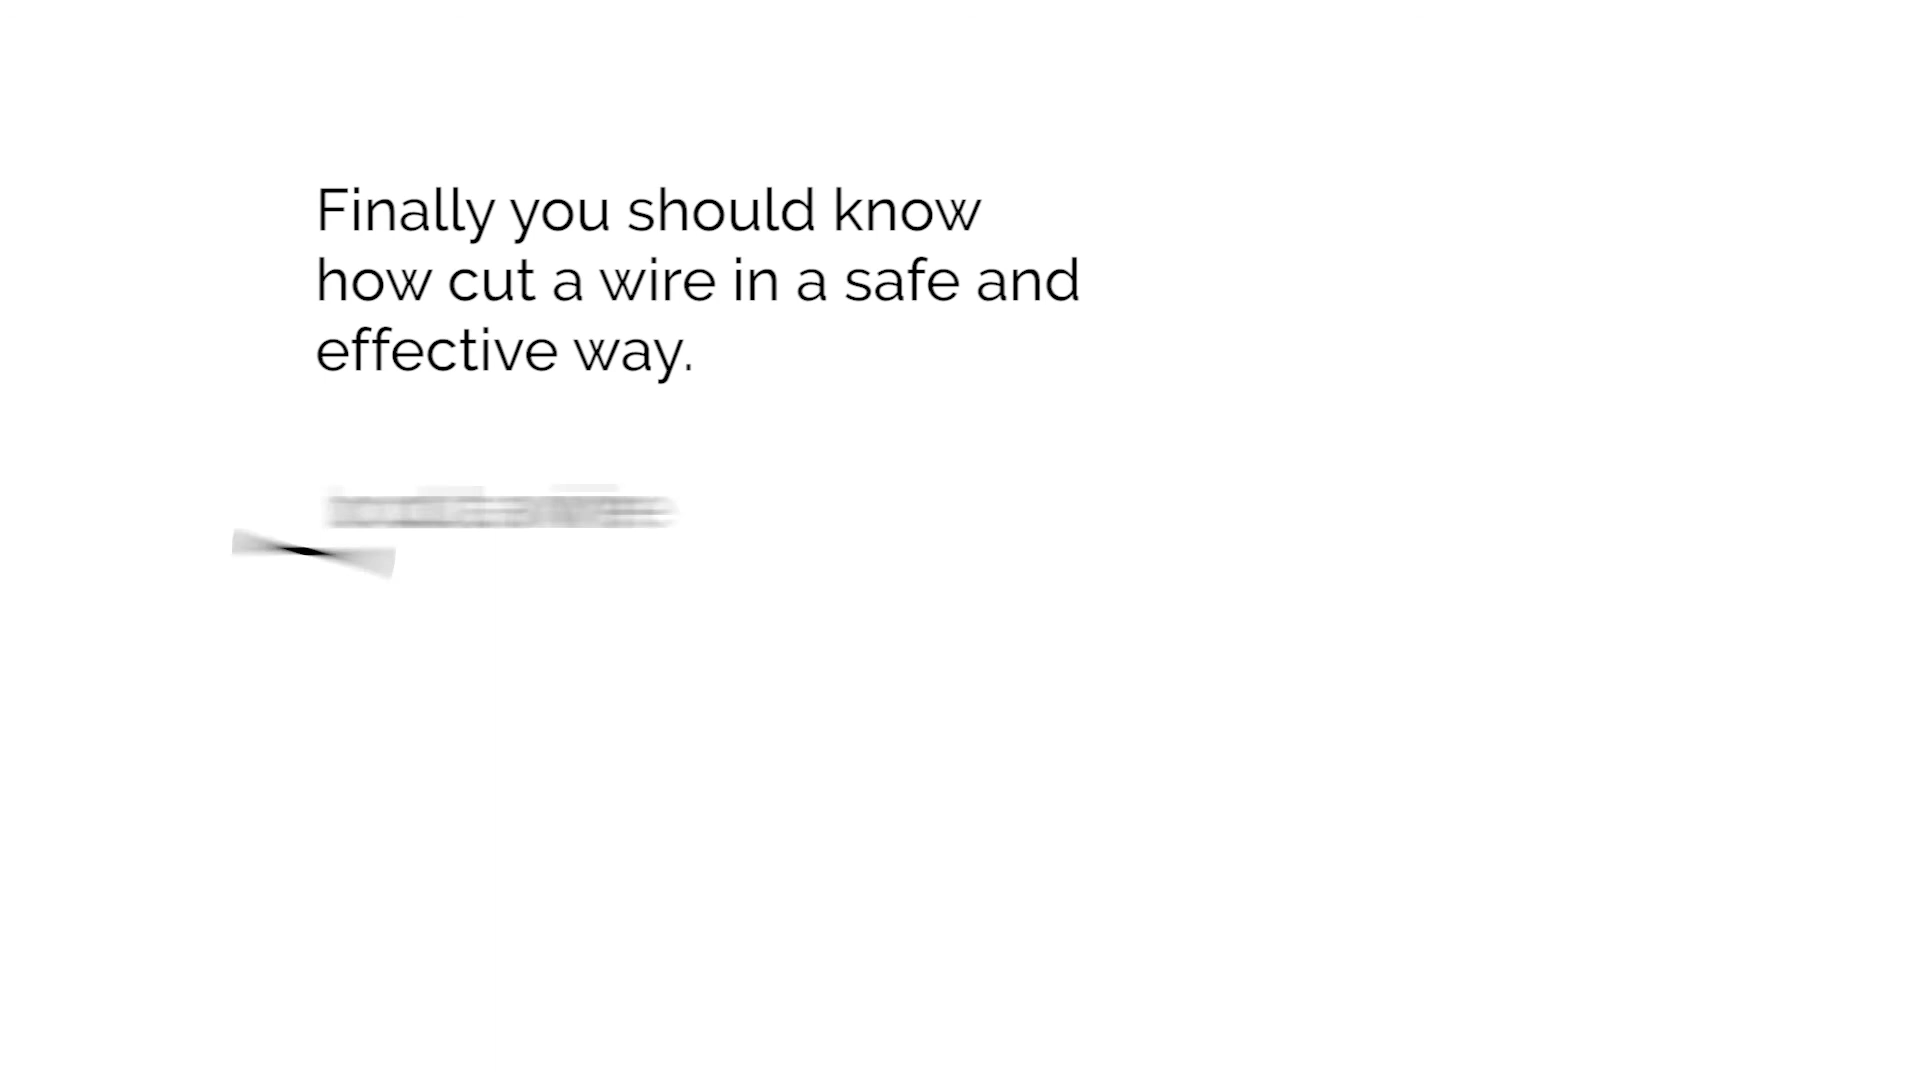 Finally you should know
how cut a wire in a safe and
effective way.